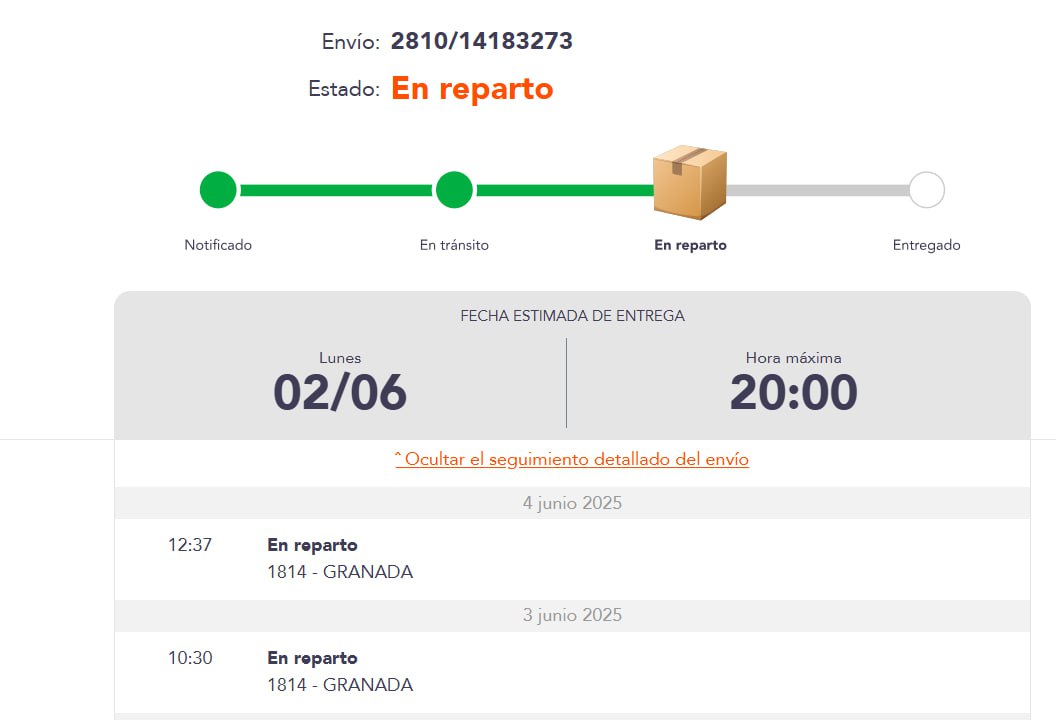 Envío: 2810/14183273
Estado: En reparto
Notificado En tránsito En reparto Entregado
FECHA ESTIMADA DE ENTREGA
Lunes Hora máxima
02/06 20:00
ˆ Ocultar el seguimiento detallado del envío
4 junio 2025
12:37 En reparto
1814 - GRANADA
3 junio 2025
10:30 En reparto
1814 - GRANADA